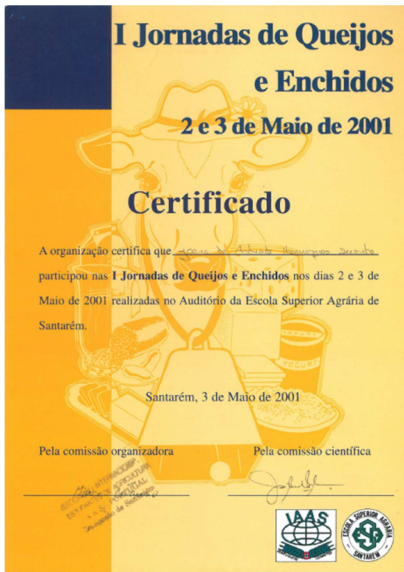 I Jornadas de Queijos
e Enchidos
2 e 3 de Maio de 2001
Certificado
A organização certifica que
participou nas I Jornadas de Queijos e Enchidos nos dias 2 e 3 de
Maio de 2001 realizadas no Auditório da Escola Superior Agrária de
Santarém.
Santarém, 3 de Maio de 2001
Pela comissão organizadora
Pela comissão científica
YOGURT
IAAS
ESCOLA SUPERIOR AGRÁRIA
SANTARÉM